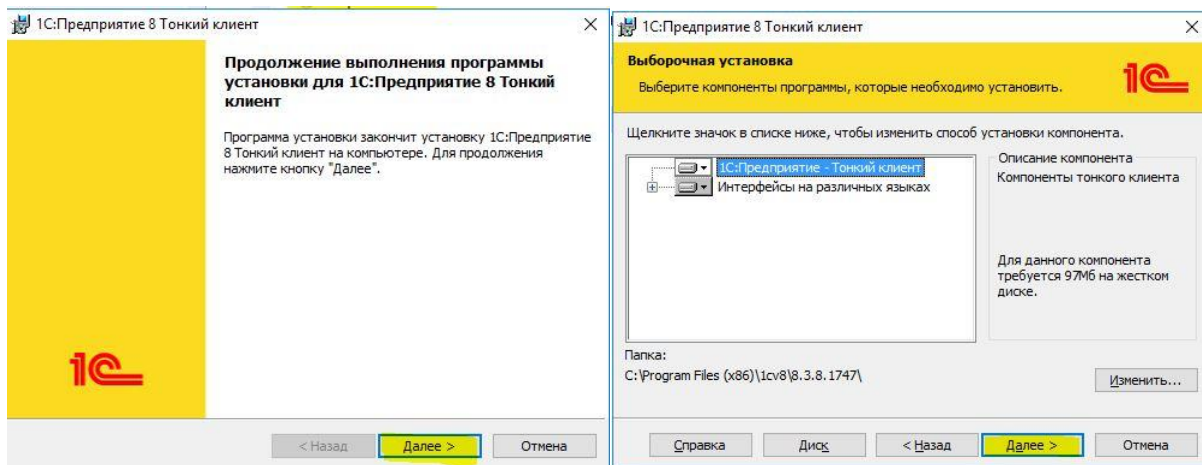 1С:Предприятие 8 Тонкий клиент
Продолжение выполнения программы
установки для 1С:Предприятие 8 Тонкий
клиент
Программа установки закончит установку 1С:Предприятие
8 Тонкий клиент на компьютере. Для продолжения
нажмите кнопку "Далее".
1С
< Назад
Далее >
Отмена
1С:Предприятие 8 Тонкий клиент
Выборочная установка
Выберите компоненты программы, которые необходимо установить.
1С
Щелкните значок в списке ниже, чтобы изменить способ установки компонента.
1С:Предприятие - Тонкий клиент
Интерфейсы на различных языках
Описание компонента
Компоненты тонкого клиента
Для данного компонента
требуется 97Мб на жестком
диске.
Папка:
C:\Program Files (x86)\1cv8\8.3.8.1747\
Изменить...
Справка
Диск
< Назад
Далее >
Отмена